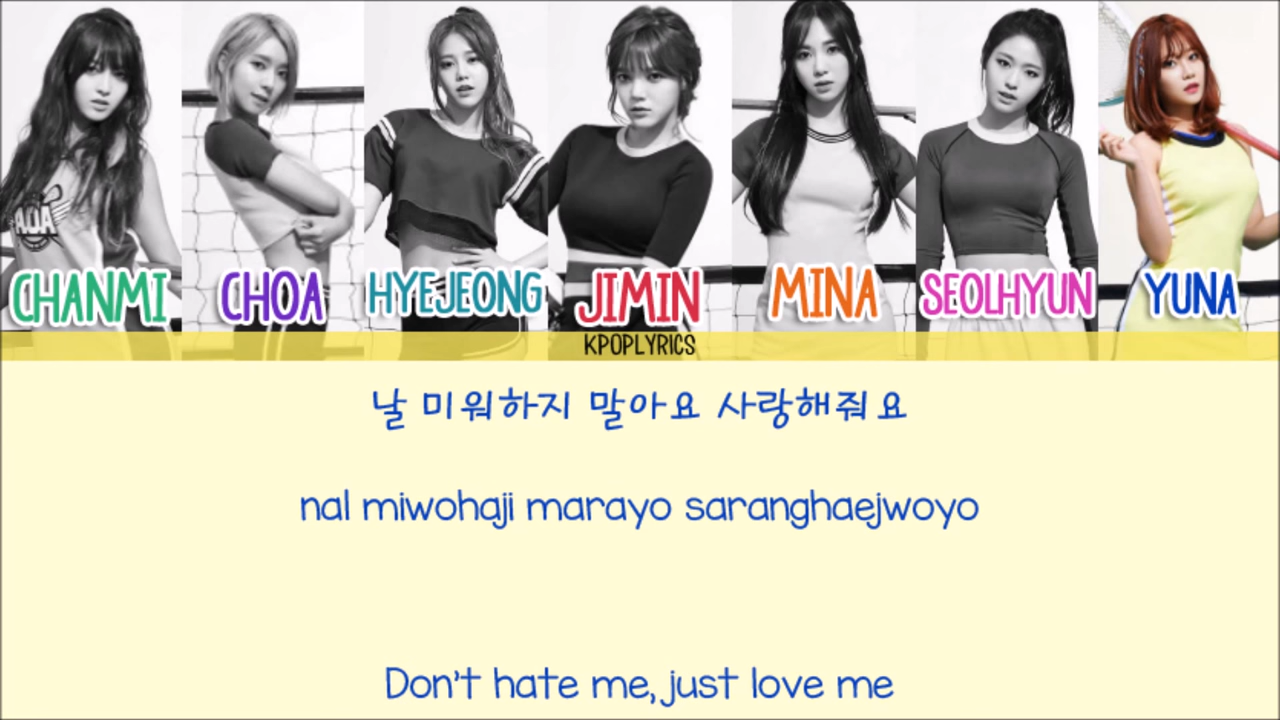 AOA
CHANMI CHOA HYEJEONG JIMIN MINA SEOLHYUN YUNA
KPOPLYRICS
날 미워하지 말아요 사랑해줘요
nal miwohaji marayo saranghaejwoyo
Don't hate me, just love me